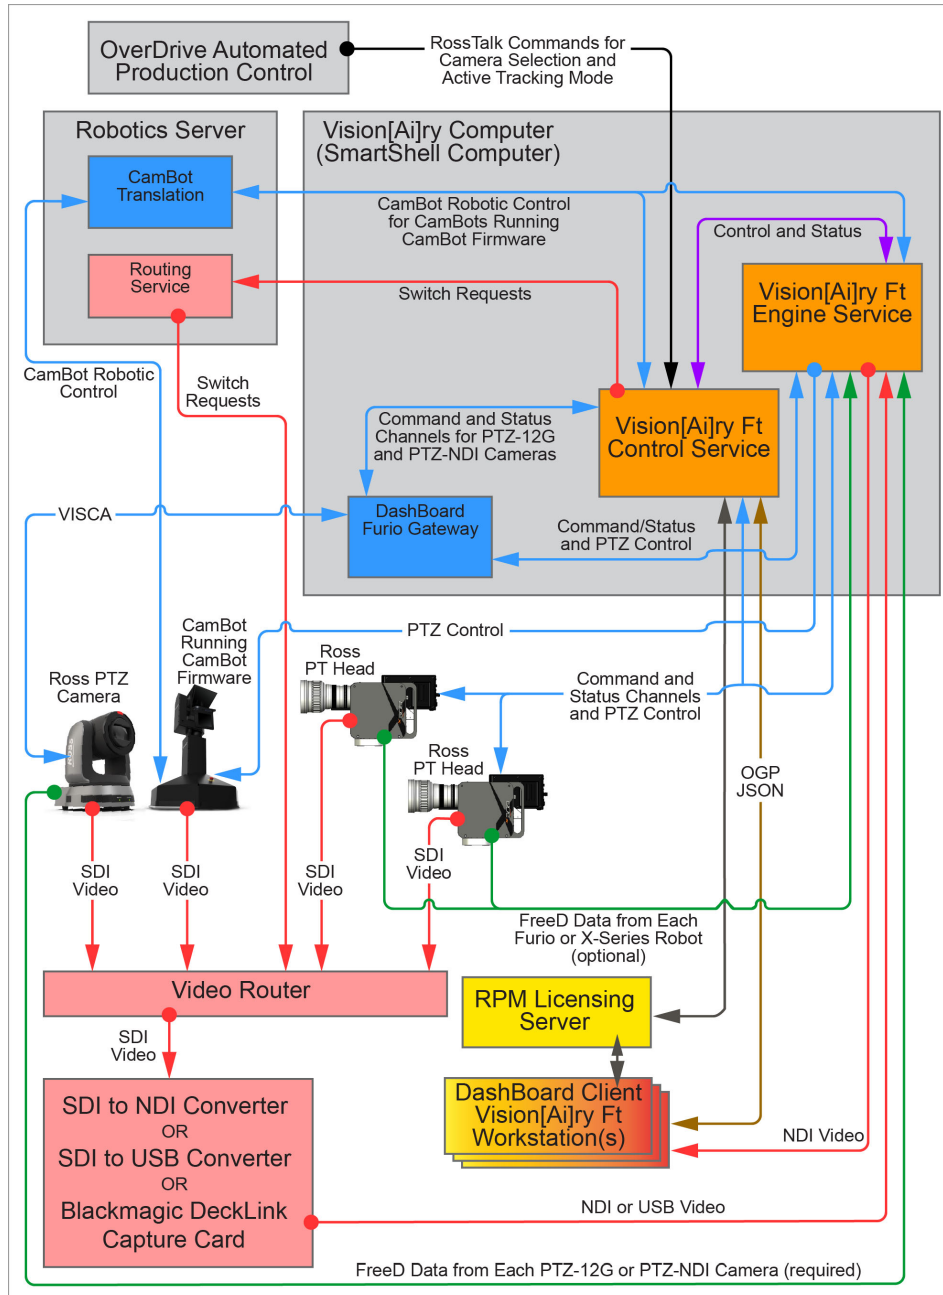 OverDrive Automated
Production Control
RossTalk Commands for
Camera Selection and
Active Tracking Mode
Robotics Server
CamBot
Translation
Routing
Service
Vision[Ai]ry Computer
(SmartShell Computer)
CamBot Robotic Control
for CamBots Running
CamBot Firmware
Control and Status
Switch Requests
Vision[Ai]ry Ft
Engine Service
CamBot Robotic
Control
Switch
Requests
Command and Status
Channels for PTZ-12G
and PTZ-NDI Cameras
Vision[Ai]ry Ft
Control Service
VISCA
DashBoard
Furio Gateway
Command/Status
and PTZ Control
CamBot
Running
CamBot
Firmware
PTZ Control
Ross PTZ
Camera
Ross
PT Head
Command and
Status Channels
and PTZ Control
Ross
PT Head
OGP
JSON
SDI
Video
SDI
Video
SDI
Video
SDI
Video
FreeD Data from Each
Furio or X-Series Robot
(optional)
Video Router
RPM Licensing
Server
SDI
Video
DashBoard Client
Vision[Ai]ry Ft
Workstation(s)
SDI to NDI Converter
OR
SDI to USB Converter
OR
Blackmagic DeckLink
Capture Card
NDI Video
NDI or USB Video
FreeD Data from Each PTZ-12G or PTZ-NDI Camera (required)